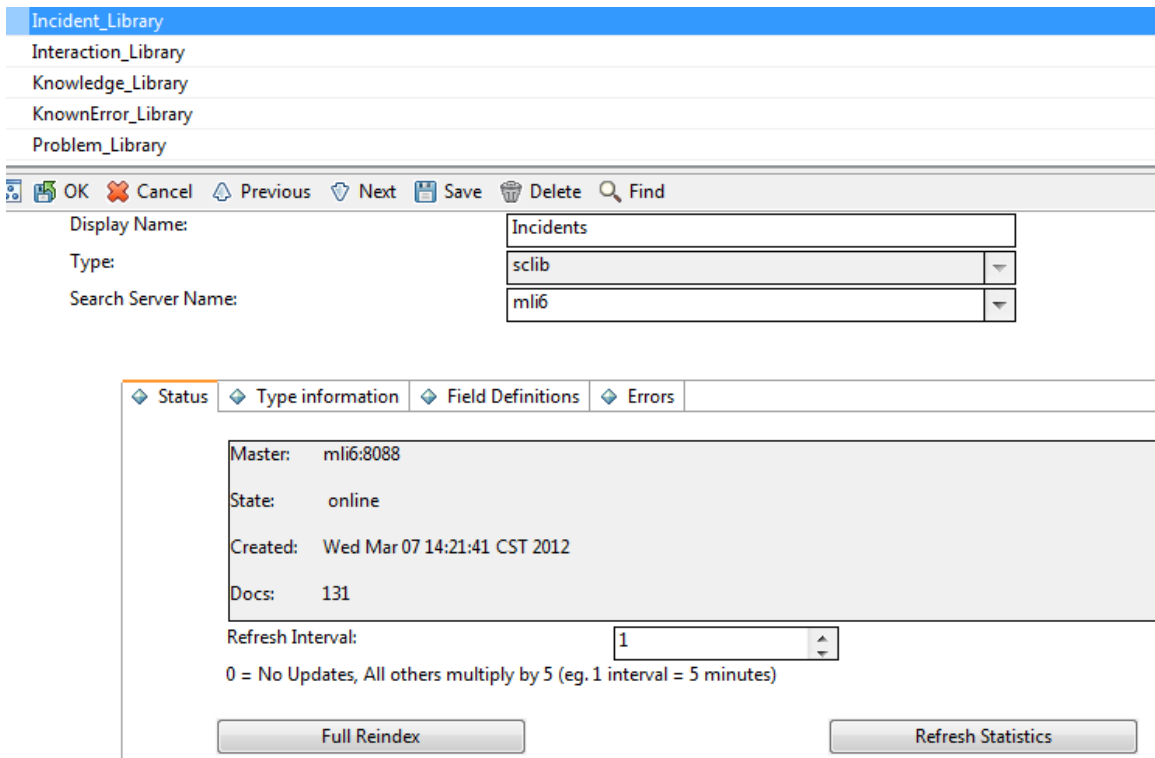 Incident_Library
Interaction_Library
Knowledge_Library
KnownError_Library
Problem_Library
OK Cancel Previous Next Save Delete Find
Display Name: Incidents
Type: sclib
Search Server Name: mli6
Status Type information Field Definitions Errors
Master: mli6:8088
State: online
Created: Wed Mar 07 14:21:41 CST 2012
Docs: 131
Refresh Interval: 1
0 = No Updates, All others multiply by 5 (eg. 1 interval = 5 minutes)
Full Reindex Refresh Statistics